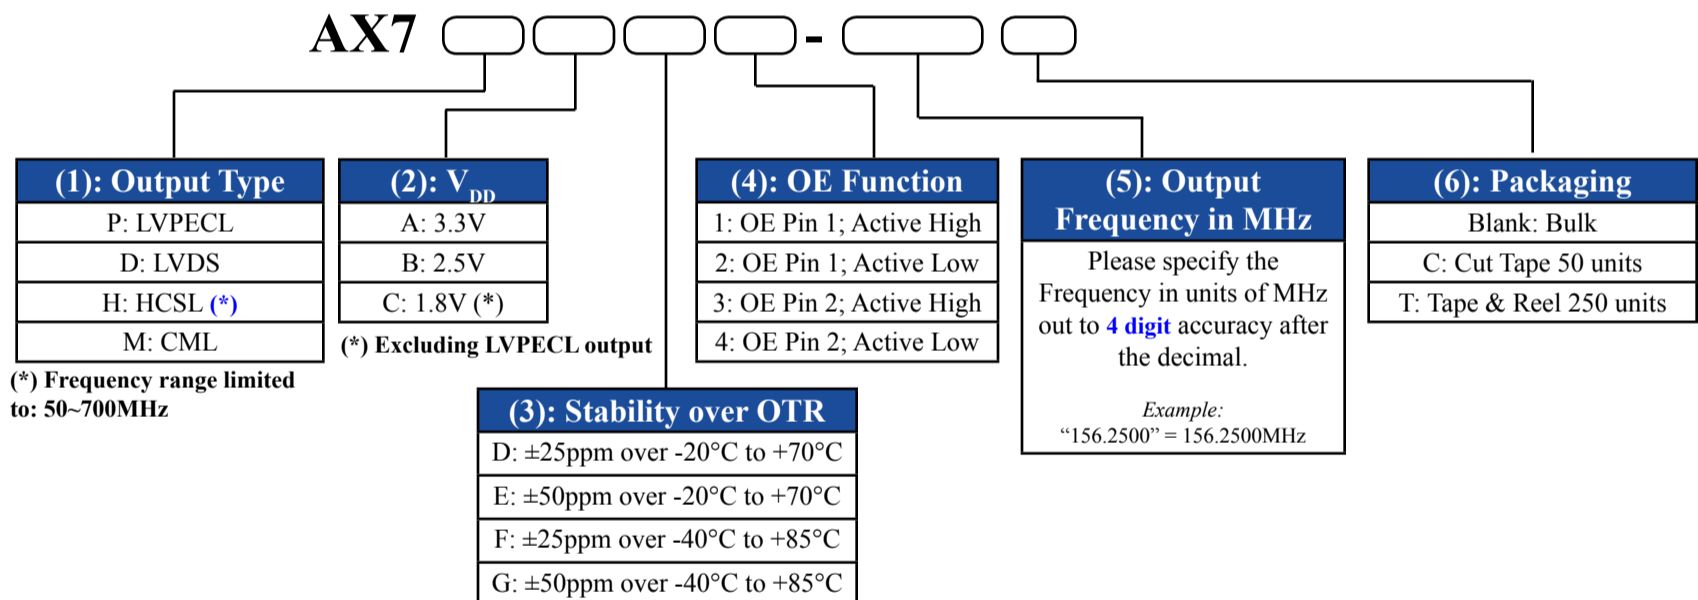 AX7 -
(1): Output Type
P: LVPECL
D: LVDS
H: HCSL (*)
M: CML
(*) Frequency range limited
to: 50~700MHz
(2): VDD
A: 3.3V
B: 2.5V
C: 1.8V (*)
(*) Excluding LVPECL output
(3): Stability over OTR
D: ±25ppm over -20°C to +70°C
E: ±50ppm over -20°C to +70°C
F: ±25ppm over -40°C to +85°C
G: ±50ppm over -40°C to +85°C
(4): OE Function
1: OE Pin 1; Active High
2: OE Pin 1; Active Low
3: OE Pin 2; Active High
4: OE Pin 2; Active Low
(5): Output
Frequency in MHz
Please specify the
Frequency in units of MHz
out to 4 digit accuracy after
the decimal.
Example:
“156.2500” = 156.2500MHz
(6): Packaging
Blank: Bulk
C: Cut Tape 50 units
T: Tape & Reel 250 units